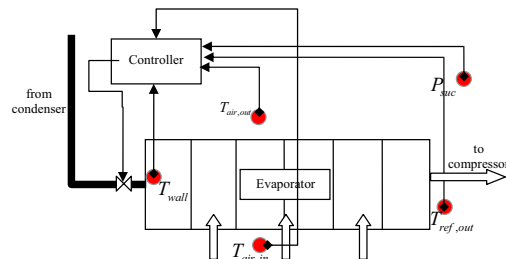 Controller
from
condenser
T_air,out
P_suc
to
compressor
T_wall
Evaporator
T_ref,out
T_air,in